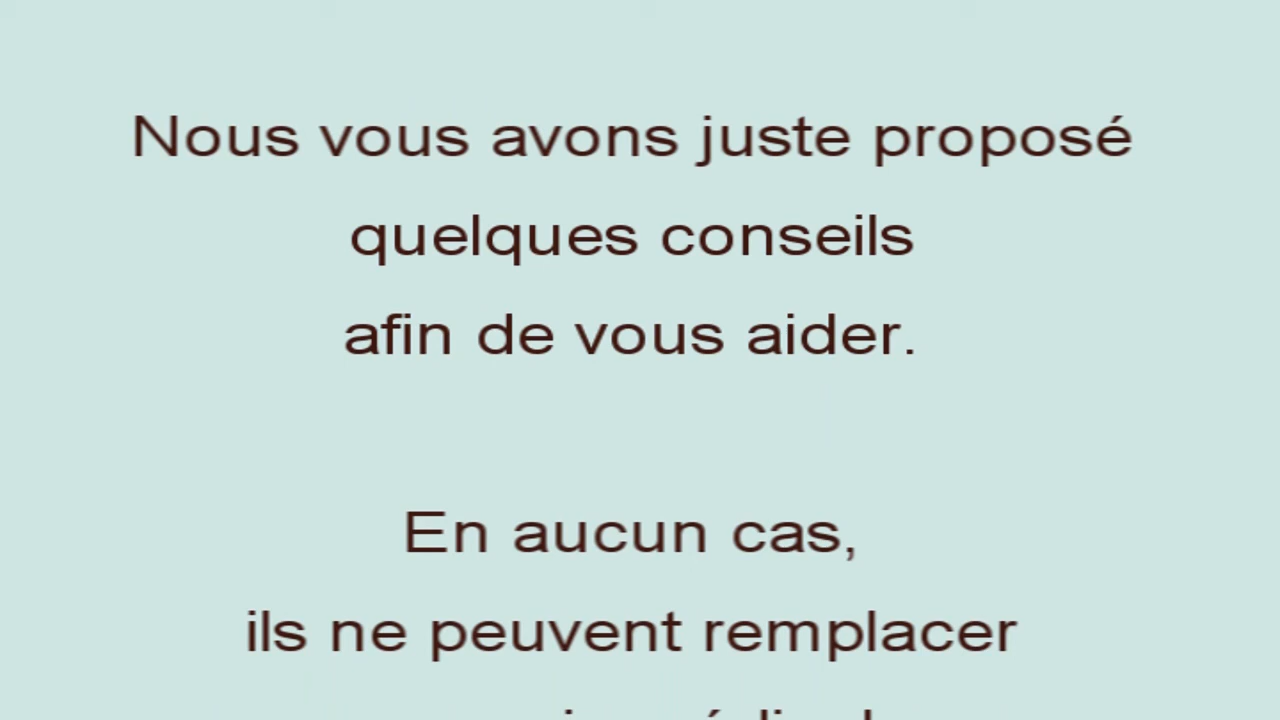 Nous vous avons juste proposé
quelques conseils
afin de vous aider.
En aucun cas,
ils ne peuvent remplacer